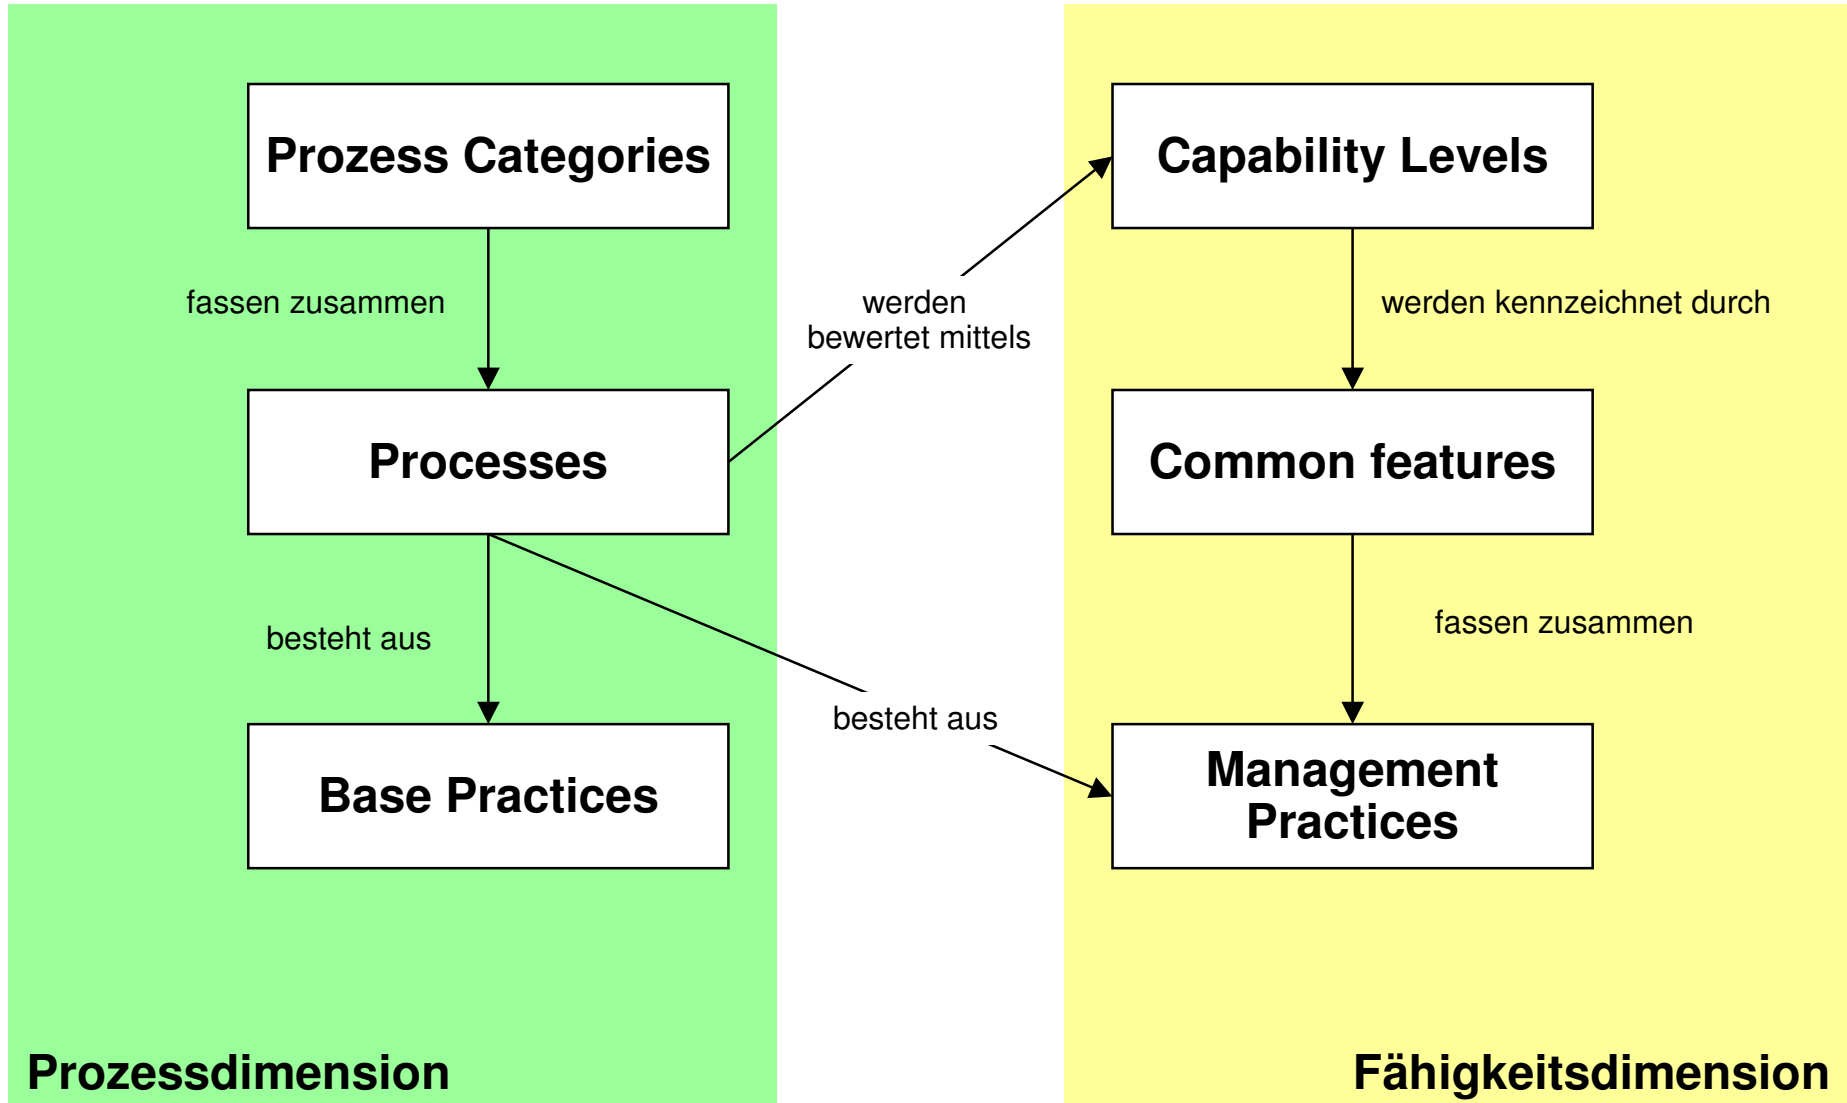 Prozess Categories
Capability Levels
fassen zusammen
werden
bewertet mittels
werden kennzeichnet durch
Processes
Common features
besteht aus
besteht aus
fassen zusammen
Base Practices
Management
Practices
Prozessdimension
Fähigkeitsdimension